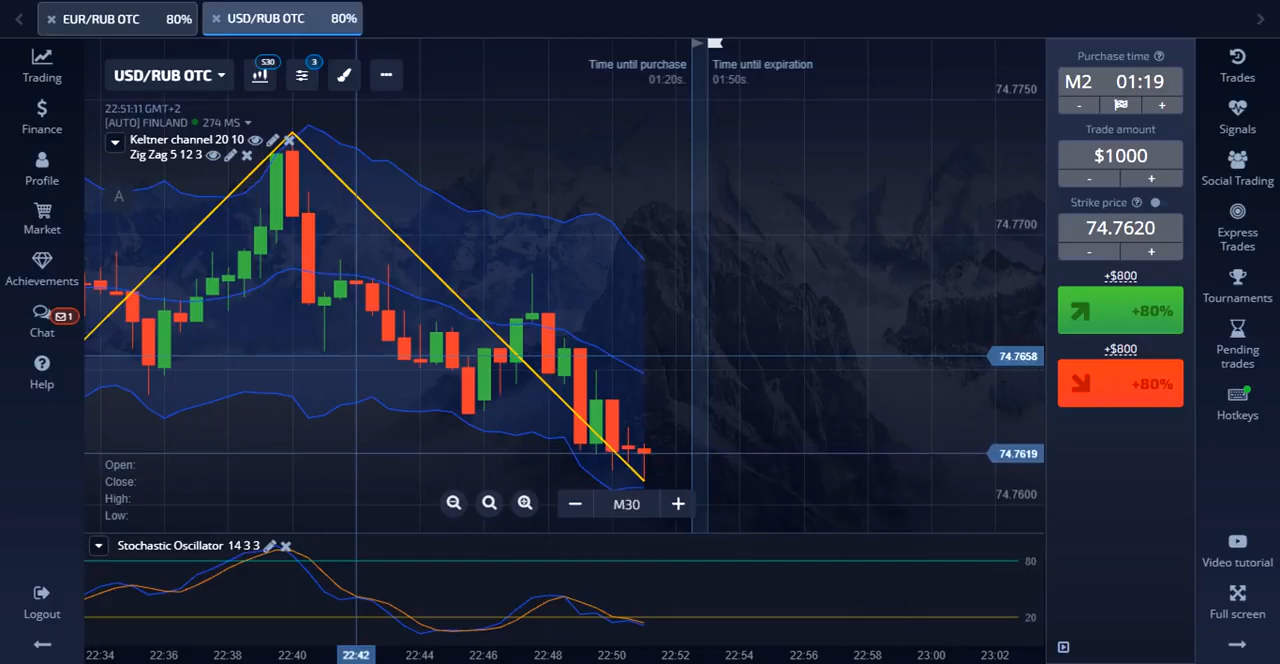 EUR/RUB OTC 80%
USD/RUB OTC 80%
Trading
Finance
Profile
Market
Achievements
1
Chat
Help
Logout
USD/RUB OTC
S30
3
22:51:11 GMT+2
[AUTO] FINLAND 274 MS
Keltner channel 20 10
Zig Zag 5 12 3
A
Time until purchase
01:20s.
Time until expiration
01:50s.
74.7750
74.7700
74.7658
74.7619
74.7600
Open:
Close:
High:
Low:
M30
Stochastic Oscillator 14 3 3
80
20
22:34 22:36 22:38 22:40 22:42 22:44 22:46 22:48 22:50 22:52 22:54 22:56 22:58 23:00 23:02
Purchase time
M2 01:19
- +
Trade amount
$1000
- +
Strike price
74.7620
- +
+$800
+80%
+$800
+80%
Trades
Signals
Social Trading
Express
Trades
Tournaments
Pending
trades
Hotkeys
Video tutorial
Full screen